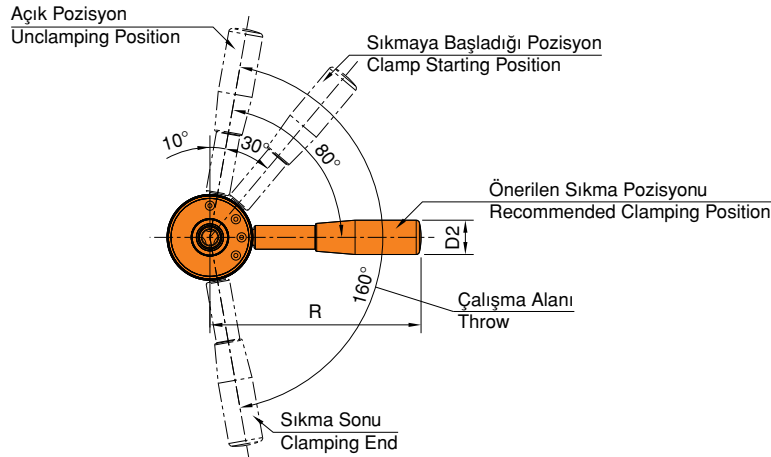 Açık Pozisyon
Unclamping Position
Sıkmaya Başladığı Pozisyon
Clamp Starting Position
10°
30°
80°
Önerilen Sıkma Pozisyonu
Recommended Clamping Position
D2
160°
R
Çalışma Alanı
Throw
Sıkma Sonu
Clamping End